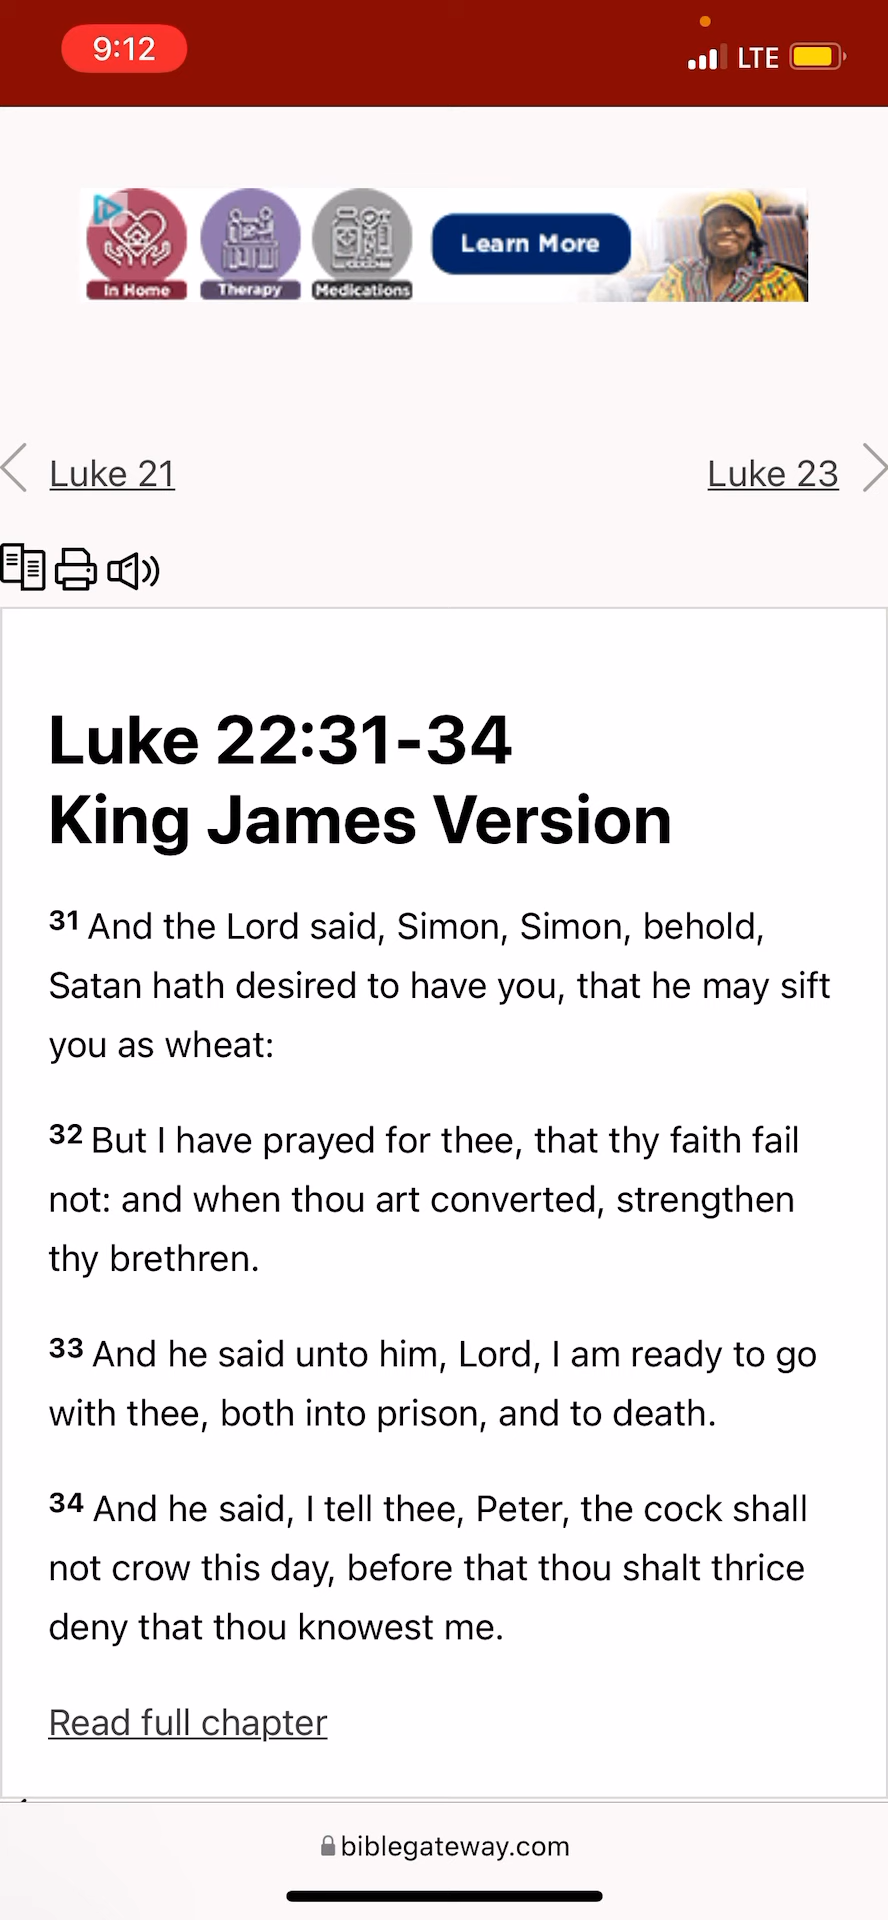 9:12
LTE
In Home
Therapy
Medications
Learn More
Luke 21
Luke 23
Luke 22:31-34
King James Version
31 And the Lord said, Simon, Simon, behold,
Satan hath desired to have you, that he may sift
you as wheat:
32 But I have prayed for thee, that thy faith fail
not: and when thou art converted, strengthen
thy brethren.
33 And he said unto him, Lord, I am ready to go
with thee, both into prison, and to death.
34 And he said, I tell thee, Peter, the cock shall
not crow this day, before that thou shalt thrice
deny that thou knowest me.
Read full chapter
biblegateway.com